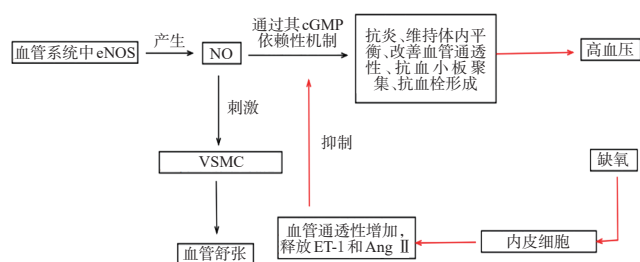 血管系统中eNOS
产生
NO
通过其cGMP
依赖性机制
抗炎、维持体内平
衡、改善血管通透
性、抗血小板聚
集、抗血栓形成
高血压
刺激
抑制
VSMC
缺氧
血管舒张
血管通透性增加,
释放ET-1和Ang Ⅱ
内皮细胞